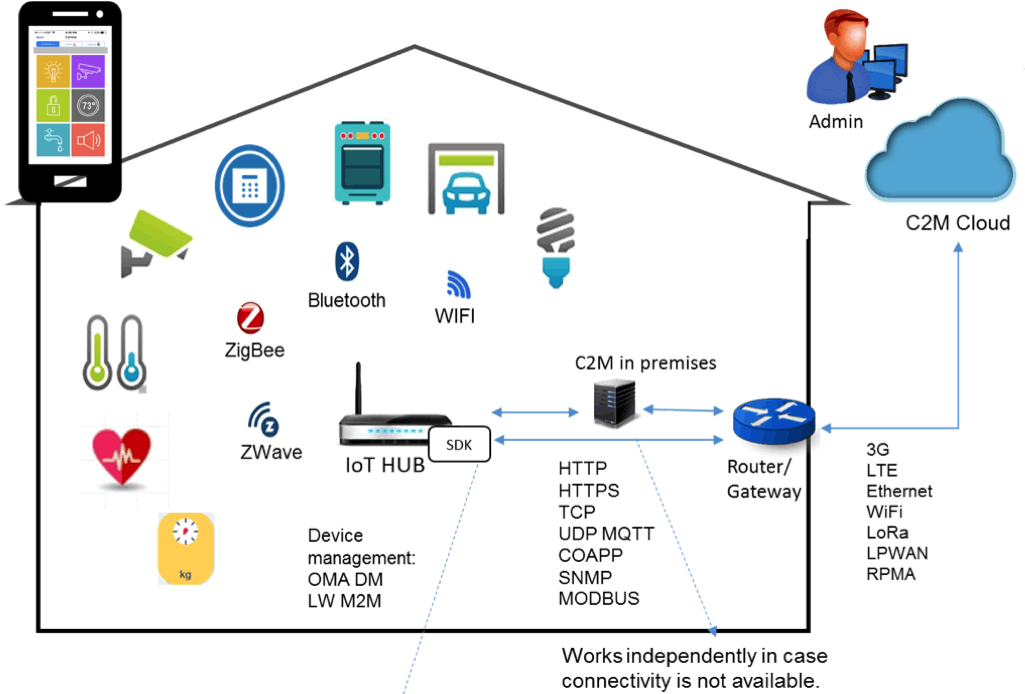 73°
Admin
C2M Cloud
Bluetooth
WIFI
ZigBee
ZWave
C2M in premises
IoT HUB
SDK
Router/
Gateway
HTTP
HTTPS
TCP
UDP MQTT
COAPP
SNMP
MODBUS
3G
LTE
Ethernet
WiFi
LoRa
LPWAN
RPMA
Device
management:
OMA DM
LW M2M
kg
Works independently in case
connectivity is not available.